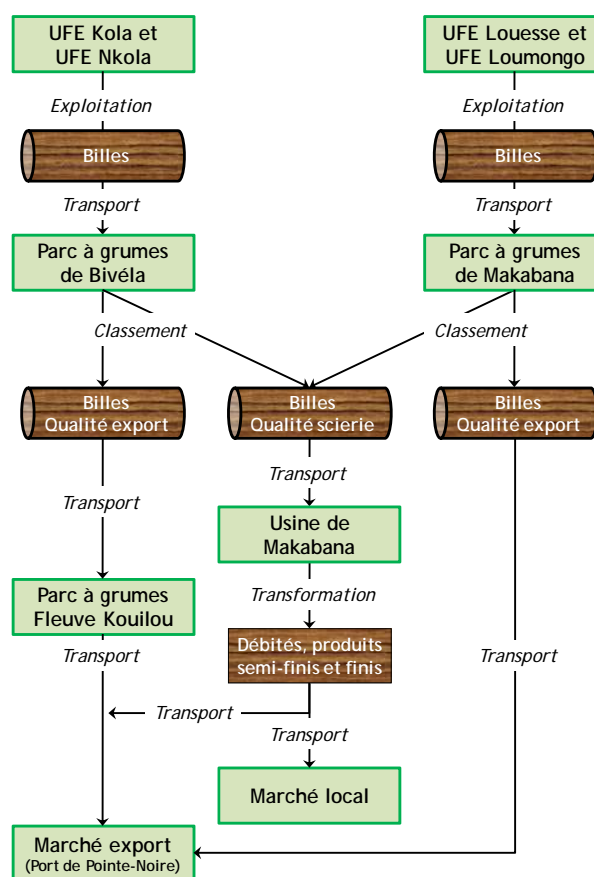 UFE Kola et
UFE Nkola
UFE Louesse et
UFE Loumongo
Exploitation
Exploitation
Billes
Billes
Transport
Transport
Parc à grumes
de Bivéla
Parc à grumes
de Makabana
Classement
Classement
Billes
Qualité export
Billes
Qualité scierie
Billes
Qualité export
Transport
Transport
Usine de
Makabana
Parc à grumes
Fleuve Kouilou
Transformation
Transport
Débités, produits
semi-finis et finis
Transport
Transport
Transport
Marché local
Marché export
(Port de Pointe-Noire)